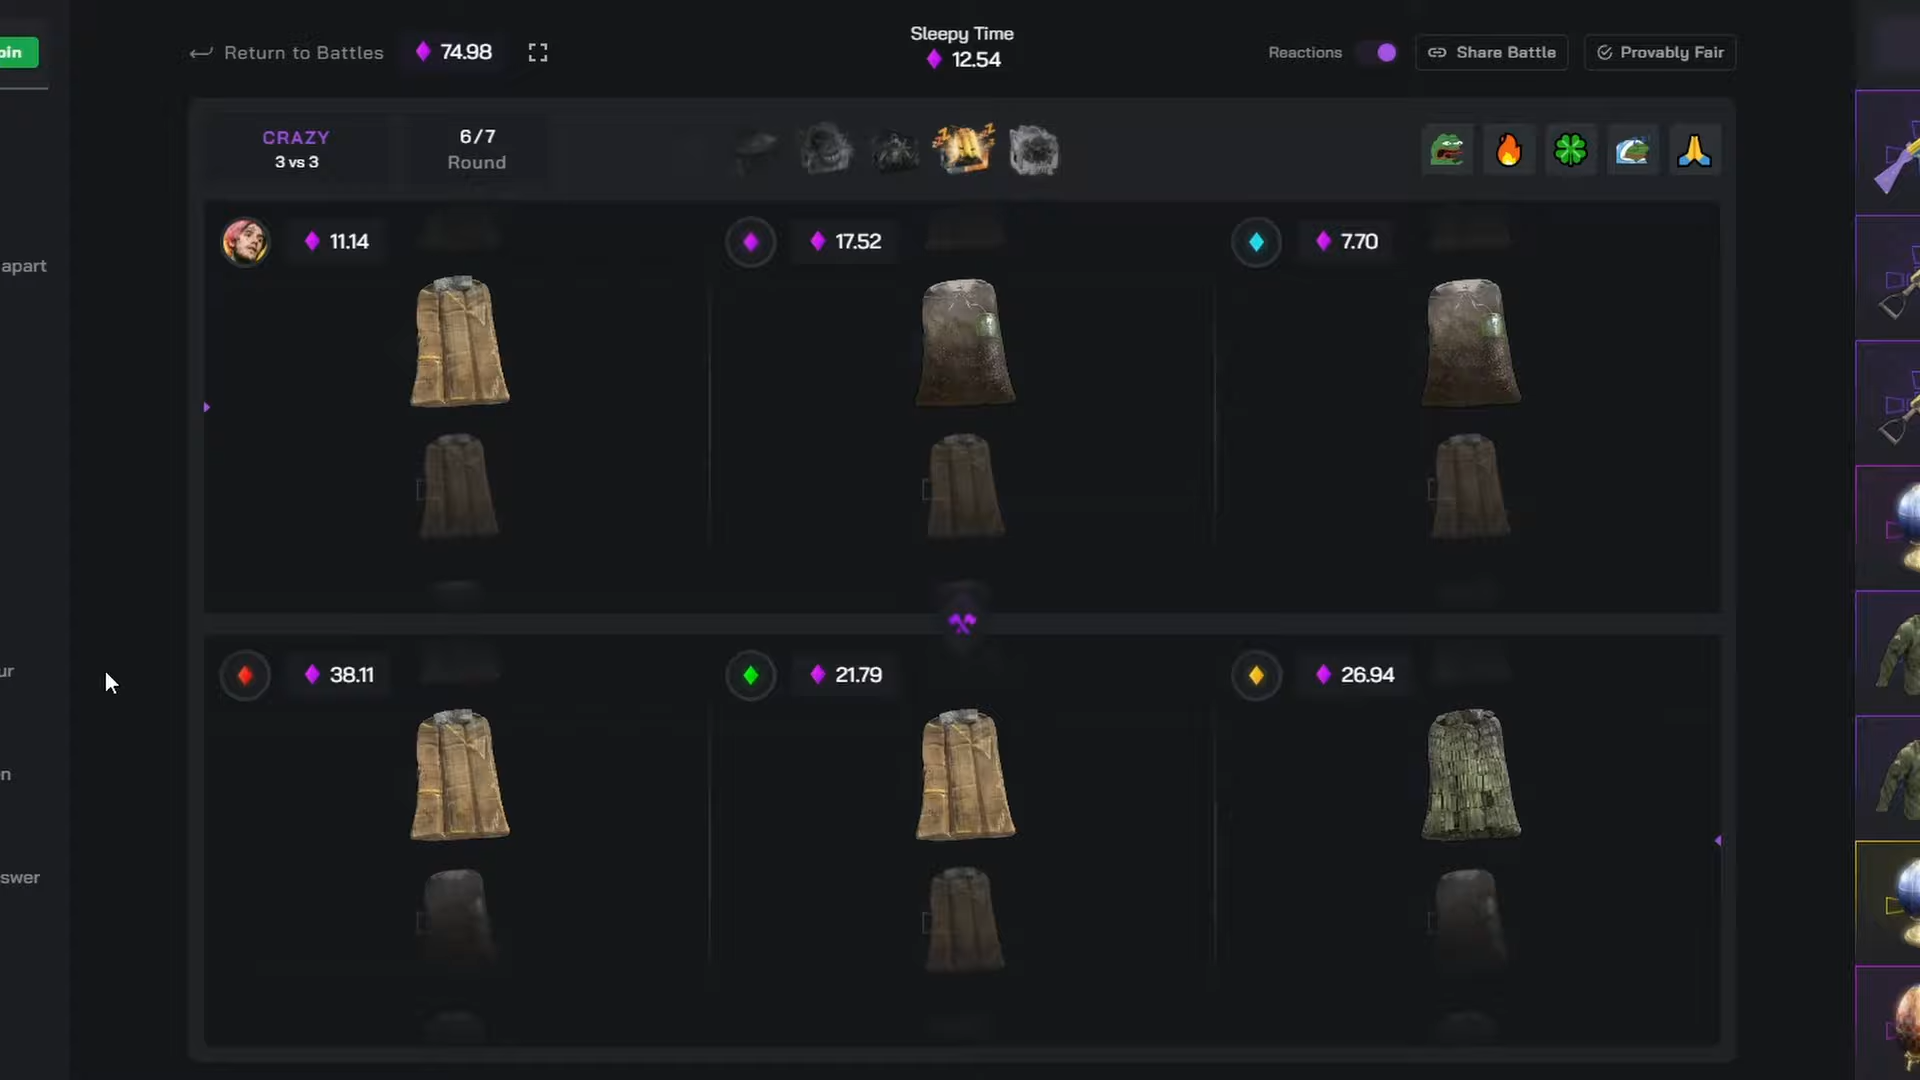 oin
Return to Battles
74.98
Sleepy Time
12.54
Reactions
Share Battle
Provably Fair
CRAZY
3 vs 3
6/7
Round
11.14
17.52
7.70
apart
38.11
21.79
26.94
ur
n
swer